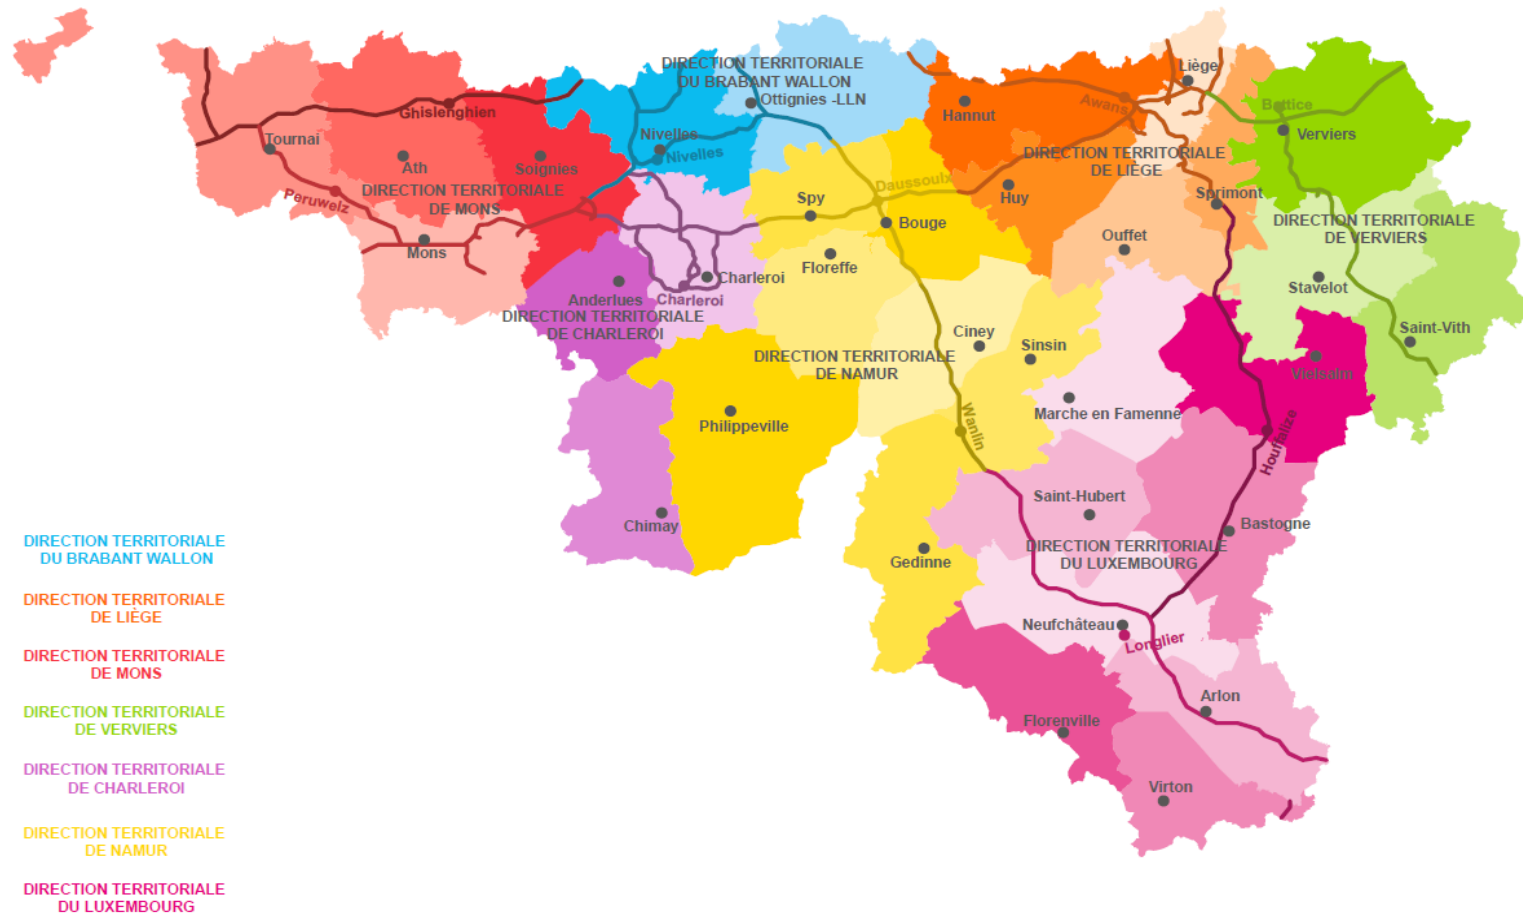 DIRECTION TERRITORIALE
DU BRABANT WALLON
Ottignies -LLN
Liège
Ghislenghien
Awans
Hannut
Battice
Verviers
Tournai
Nivelles
Nivelles
Ath
Soignies
DIRECTION TERRITORIALE
DE LIEGE
DIRECTION TERRITORIALE
DE MONS
Peruwelz
Daussoulx
Spy
Huy
Sprimont
Bouge
DIRECTION TERRITORIALE
DE VERVIERS
Mons
Ouffet
Floreffe
Charleroi
Stavelot
Anderlues
Charleroi
DIRECTION TERRITORIALE
DE CHARLEROI
Ciney
Sinsin
Saint-Vith
DIRECTION TERRITORIALE
DE NAMUR
Vielsalm
Marche en Famenne
Philippeville
Wanlin
Houffalize
Saint-Hubert
Chimay
Bastogne
DIRECTION TERRITORIALE
DU LUXEMBOURG
Gedinne
Neufchâteau
Longlier
Arlon
Florenville
Virton
DIRECTION TERRITORIALE
DU BRABANT WALLON
DIRECTION TERRITORIALE
DE LIÈGE
DIRECTION TERRITORIALE
DE MONS
DIRECTION TERRITORIALE
DE VERVIERS
DIRECTION TERRITORIALE
DE CHARLEROI
DIRECTION TERRITORIALE
DE NAMUR
DIRECTION TERRITORIALE
DU LUXEMBOURG